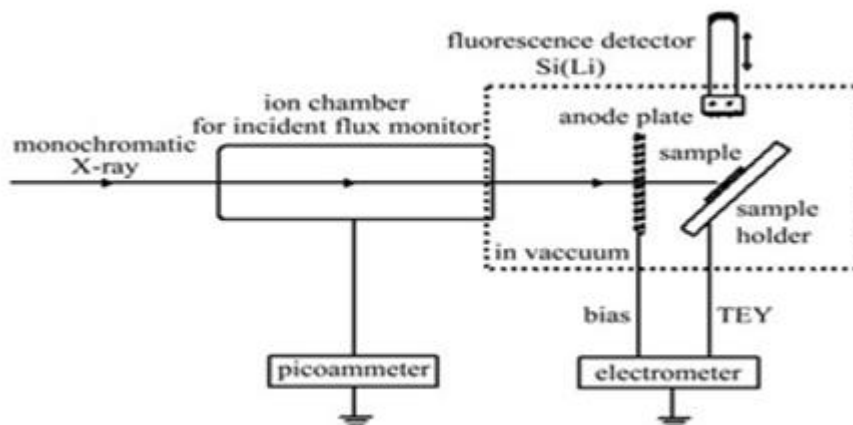 fluorescence detector
Si(Li)
ion chamber
for incident flux monitor
anode plate
monochromatic
X-ray
sample
sample
holder
in vaccuum
bias
TEY
picoammeter
electrometer